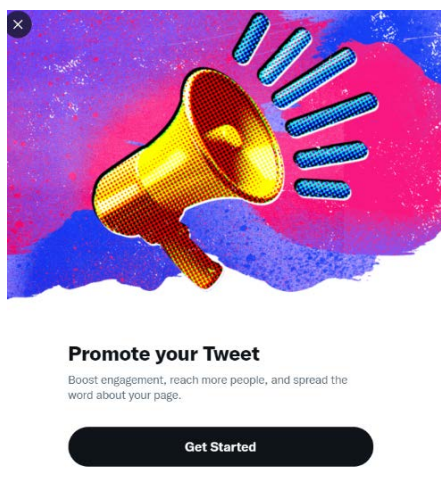 Promote your Tweet
Boost engagement, reach more people, and spread the
word about your page.
Get Started